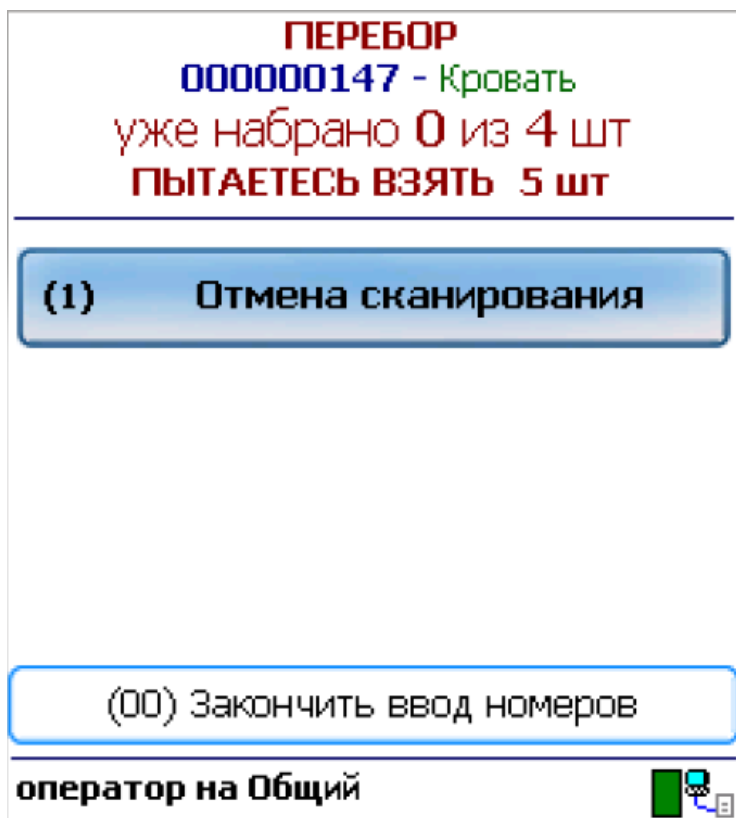 ПЕРЕБОР
000000147 - Кровать
уже набрано 0 из 4 шт
ПЫТАЕТЕСЬ ВЗЯТЬ 5 шт
(1) Отмена сканирования
(00) Закончить ввод номеров
оператор на Общий